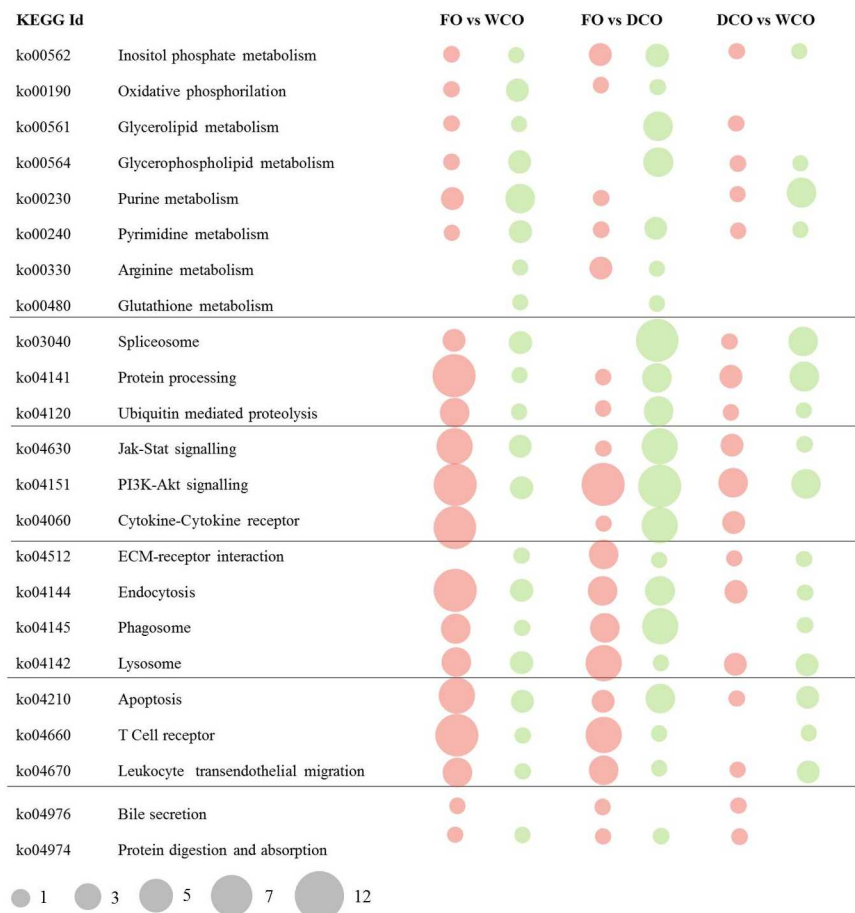 KEGG Id FO vs WCO FO vs DCO DCO vs WCO
ko00562 Inositol phosphate metabolism
ko00190 Oxidative phosphorilation
ko00561 Glycerolipid metabolism
ko00564 Glycerophospholipid metabolism
ko00230 Purine metabolism
ko00240 Pyrimidine metabolism
ko00330 Arginine metabolism
ko00480 Glutathione metabolism
ko03040 Spliceosome
ko04141 Protein processing
ko04120 Ubiquitin mediated proteolysis
ko04630 Jak-Stat signalling
ko04151 PI3K-Akt signalling
ko04060 Cytokine-Cytokine receptor
ko04512 ECM-receptor interaction
ko04144 Endocytosis
ko04145 Phagosome
ko04142 Lysosome
ko04210 Apoptosis
ko04660 T Cell receptor
ko04670 Leukocyte transendothelial migration
ko04976 Bile secretion
ko04974 Protein digestion and absorption
1 3 5 7 12